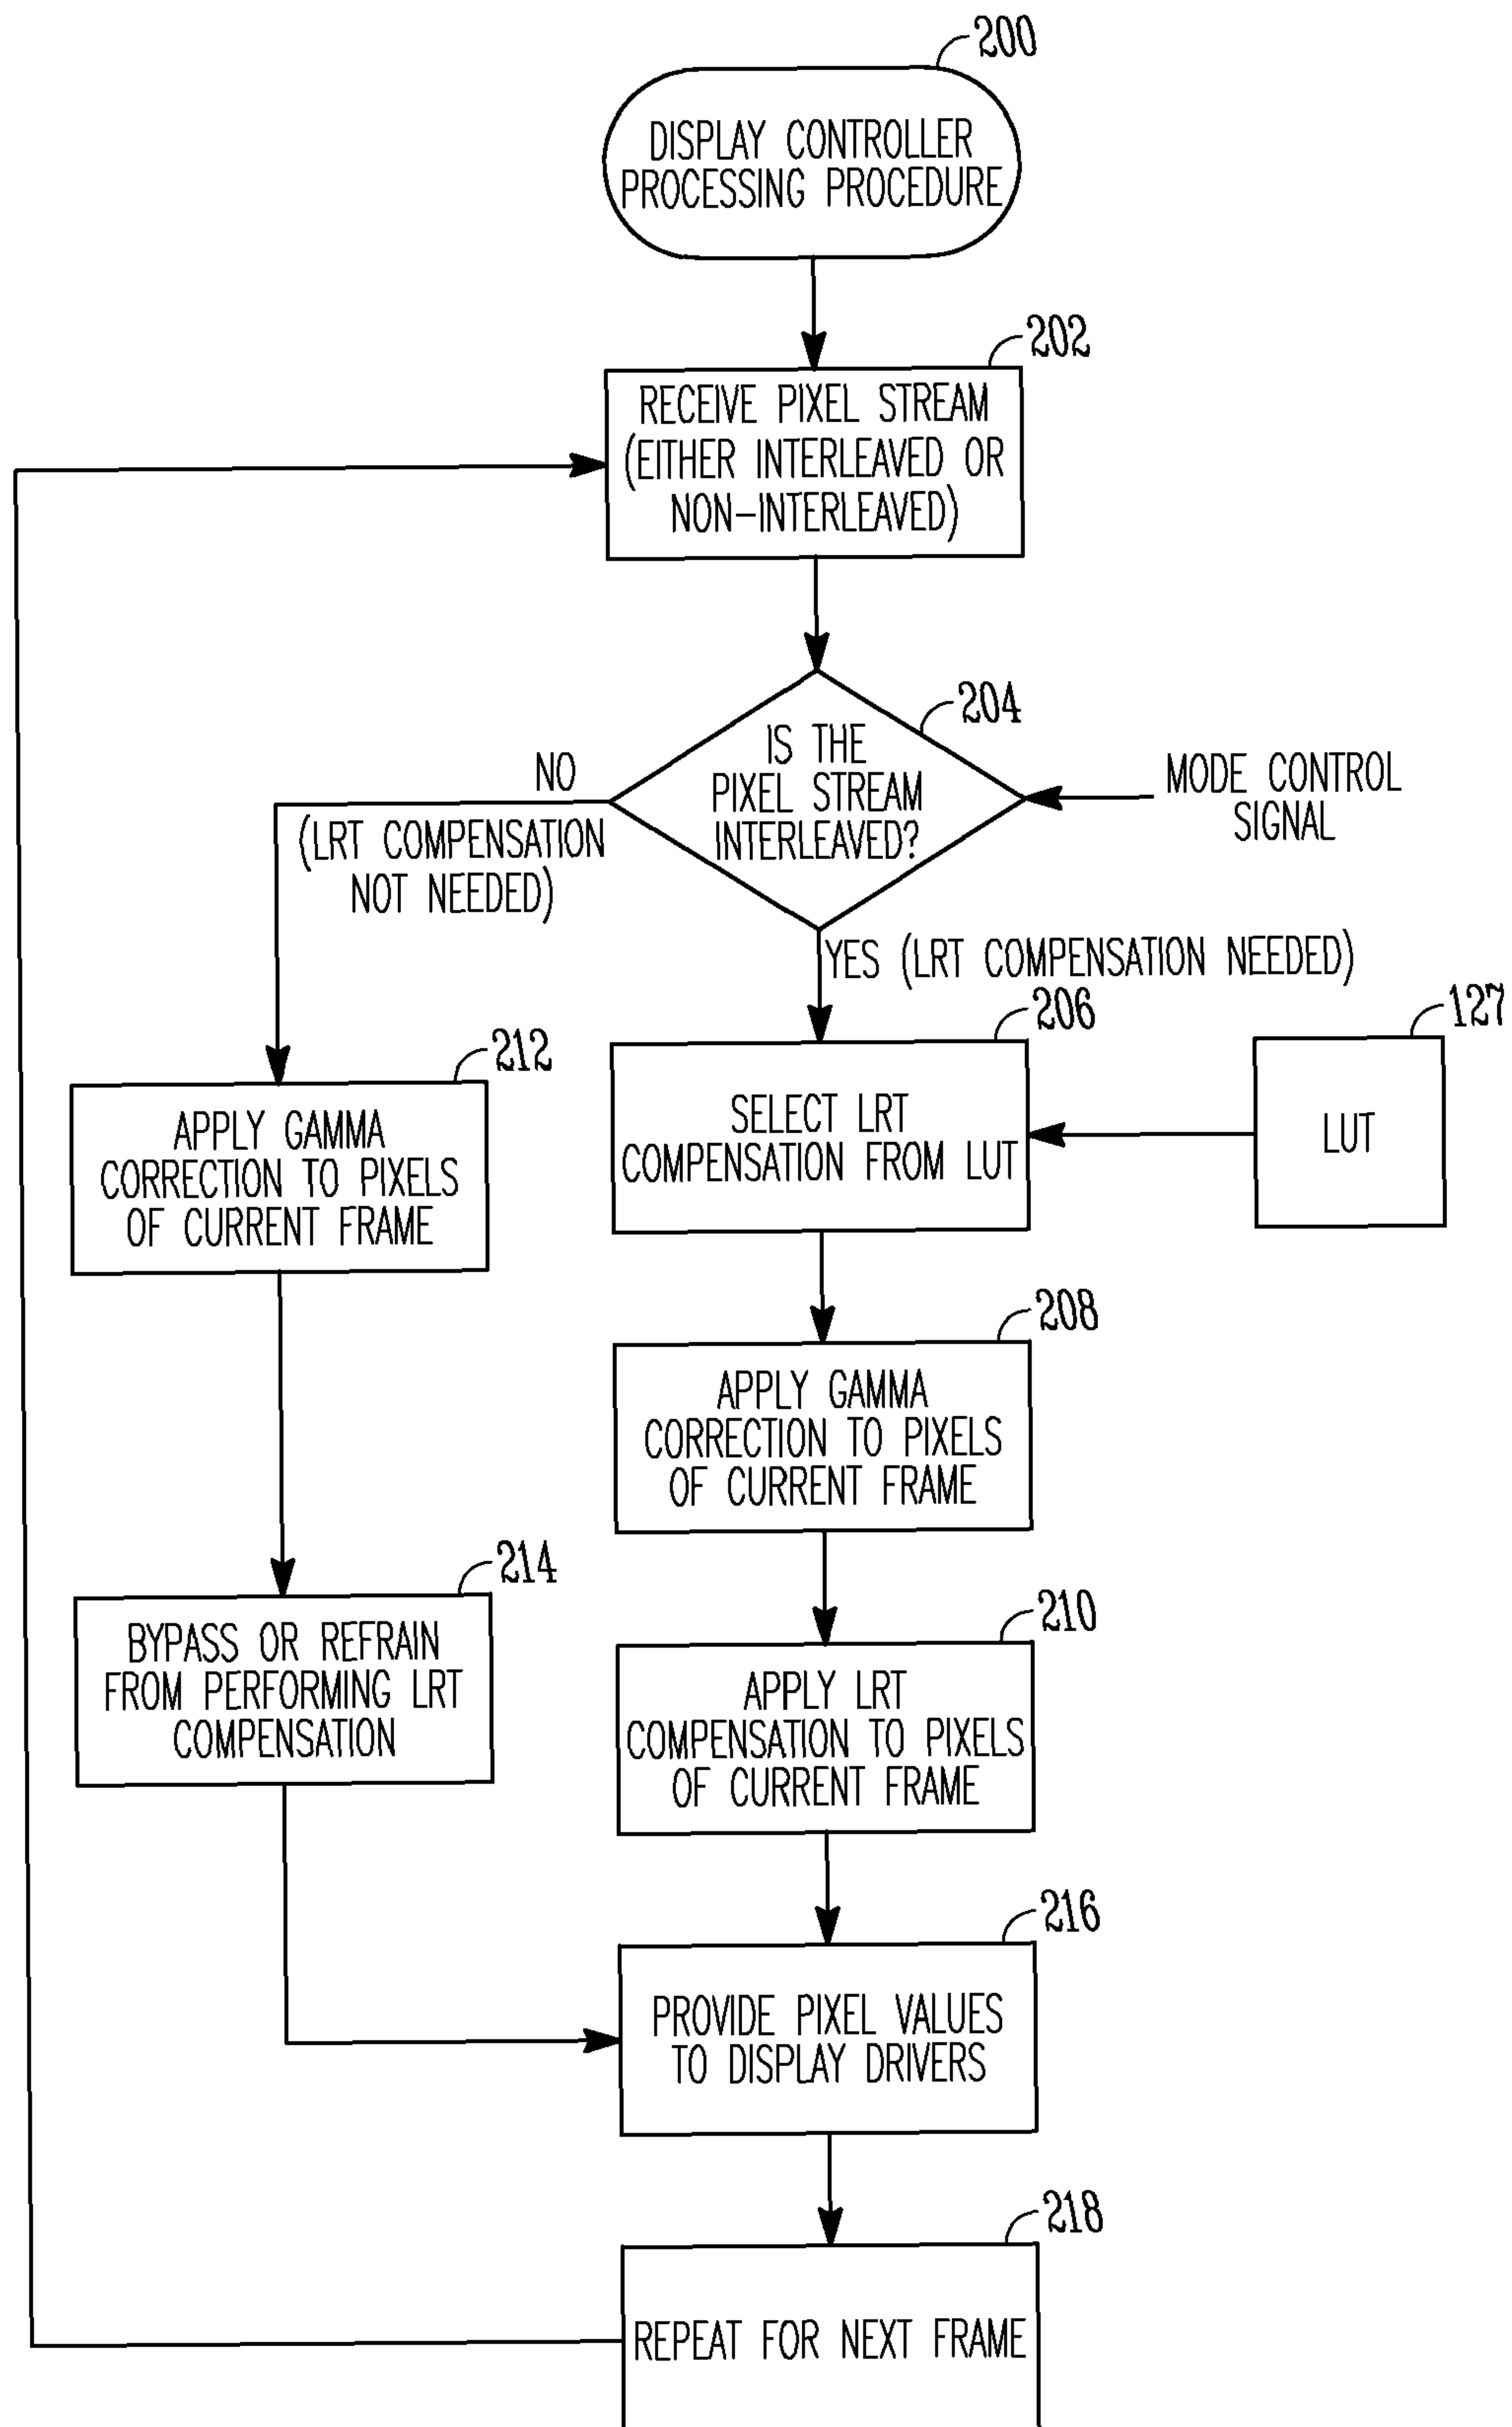 200
DISPLAY CONTROLLER
PROCESSING PROCEDURE
202
RECEIVE PIXEL STREAM
(EITHER INTERLEAVED OR
NON-INTERLEAVED)
204
IS THE
PIXEL STREAM
INTERLEAVED?
MODE CONTROL
SIGNAL
NO
(LRT COMPENSATION
NOT NEEDED)
YES (LRT COMPENSATION NEEDED)
206
SELECT LRT
COMPENSATION FROM LUT
127
LUT
212
APPLY GAMMA
CORRECTION TO PIXELS
OF CURRENT FRAME
208
APPLY GAMMA
CORRECTION TO PIXELS
OF CURRENT FRAME
214
BYPASS OR REFRAIN
FROM PERFORMING LRT
COMPENSATION
210
APPLY LRT
COMPENSATION TO PIXELS
OF CURRENT FRAME
216
PROVIDE PIXEL VALUES
TO DISPLAY DRIVERS
218
REPEAT FOR NEXT FRAME